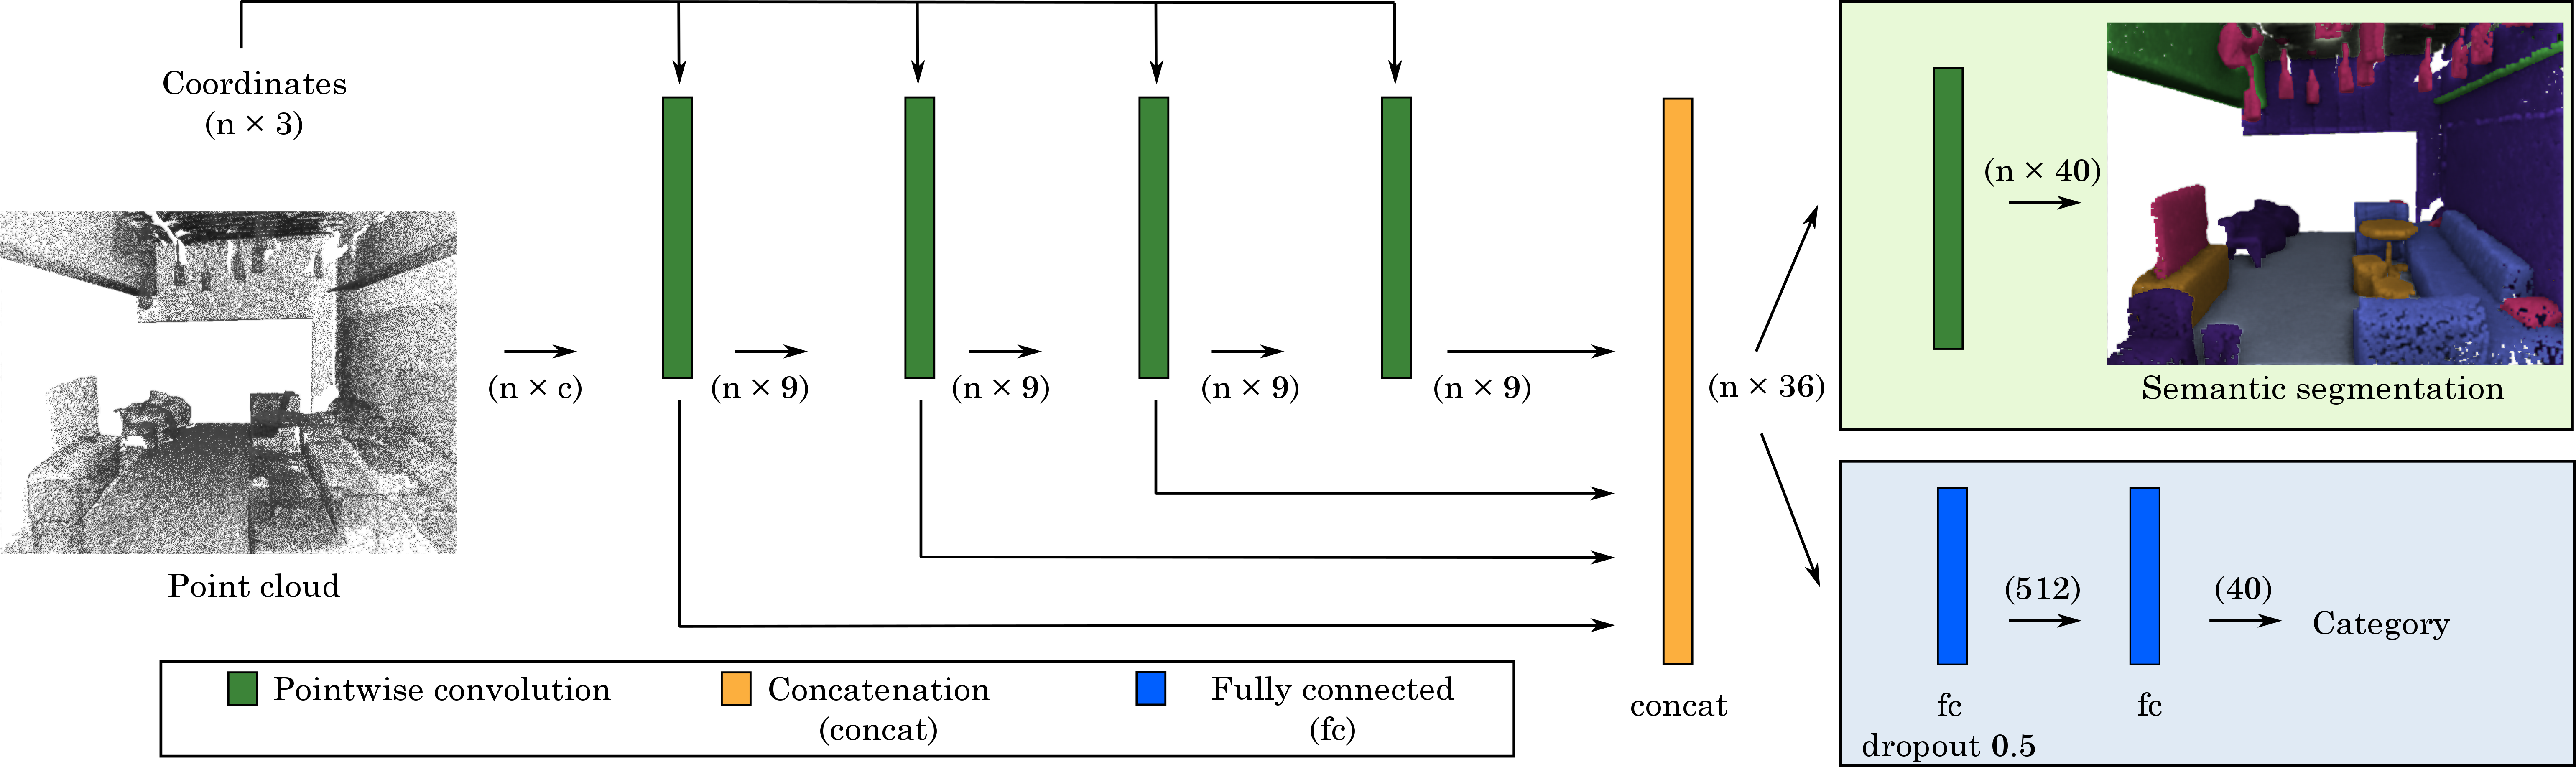 Coordinates
(n × 3)
Point cloud
(n × c)
(n × 9)
(n × 9)
(n × 9)
(n × 9)
(n × 36)
concat
(n × 40)
Semantic segmentation
(512)
(40)
Category
fc
fc
dropout 0.5
Pointwise convolution
Concatenation
(concat)
Fully connected
(fc)